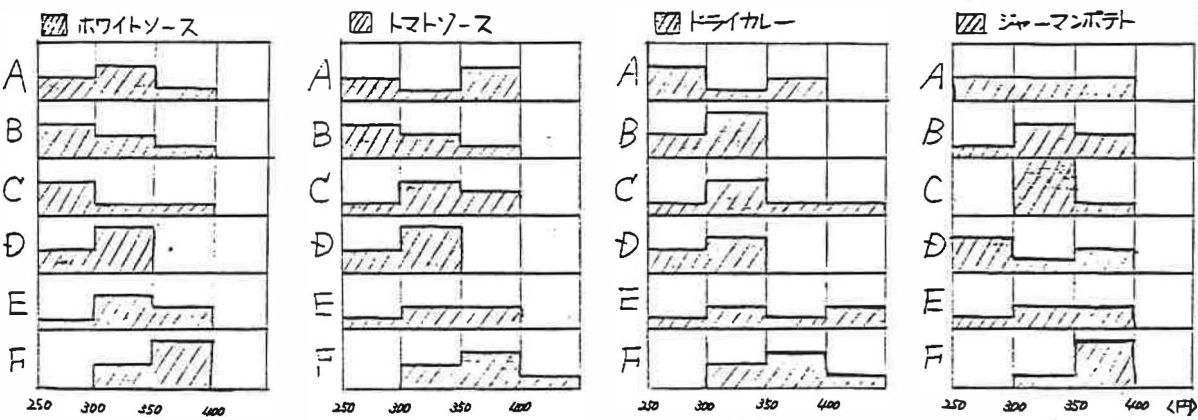 ホワイトソース トマトソース ドライカレー ジャーマンポテト
A A A A
B B B B
C C C C
D D D D
E E E E
F F F F
250 300 350 400 250 300 350 400 250 300 350 400 250 300 350 400 (円)